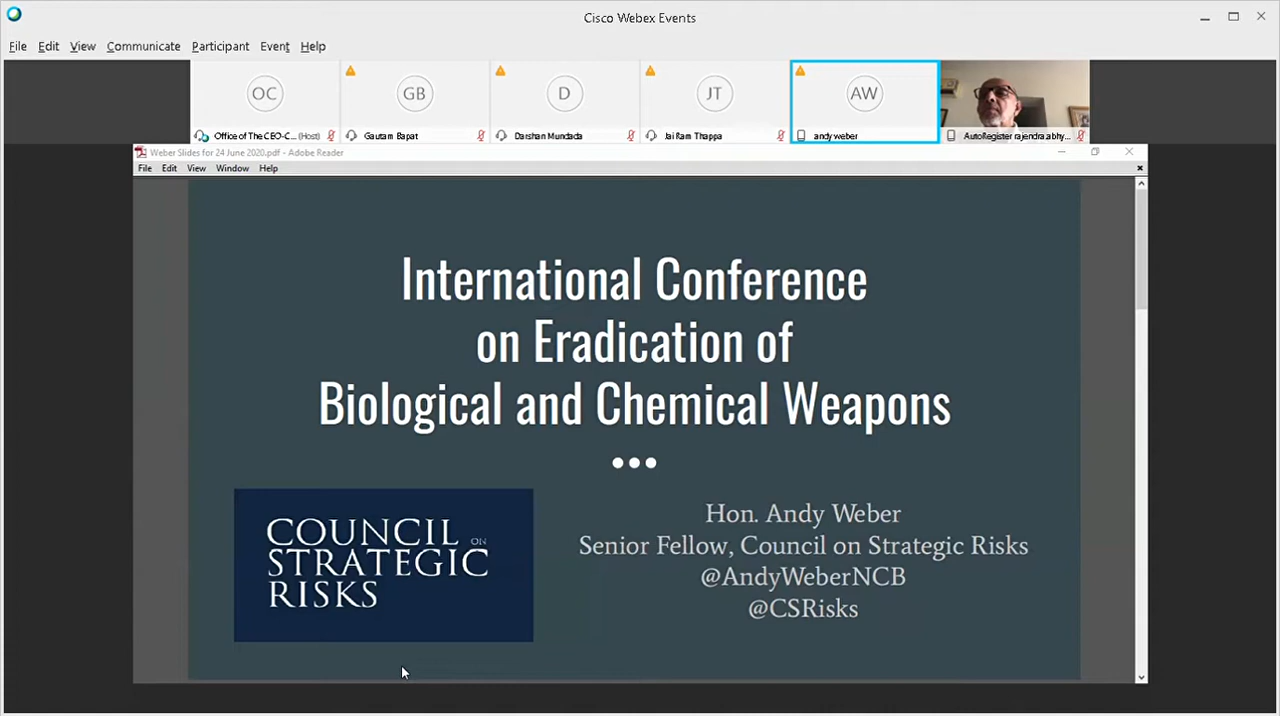 Cisco Webex Events
File Edit View Communicate Participant Event Help
OC GB D JT AW
Office of The CEO-C... (Host) Gautam Bapat Darshan Mundada Jai Ram Thappa andy weber AutoRegister rajendra.abhy...
Weber Slides for 24 June 2020.pdf - Adobe Reader
File Edit View Window Help
International Conference
on Eradication of
Biological and Chemical Weapons
COUNCIL ON
STRATEGIC
RISKS
Hon. Andy Weber
Senior Fellow, Council on Strategic Risks
@AndyWeberNCB
@CSRisks